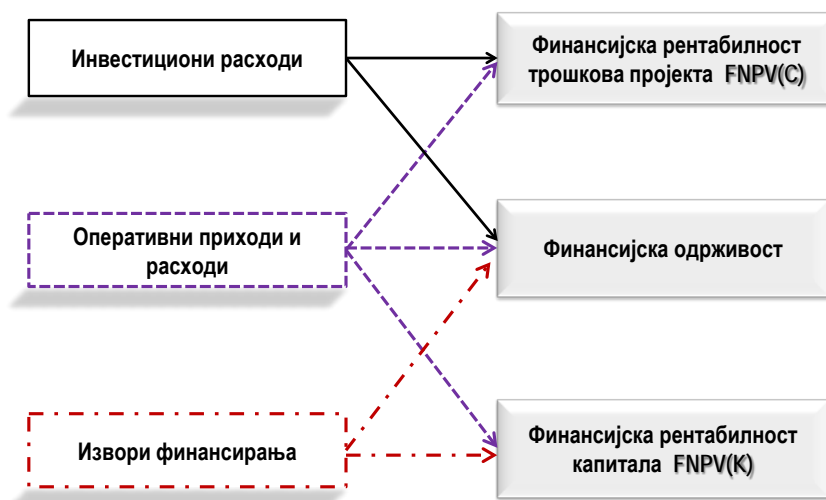 Инвестициони расходи
Финансијска рентабилност
трошкова пројекта FNPV(C)
Оперативни приходи и
расходи
Финансијска одрживост
Извори финансирања
Финансијска рентабилност
капитала FNPV(K)